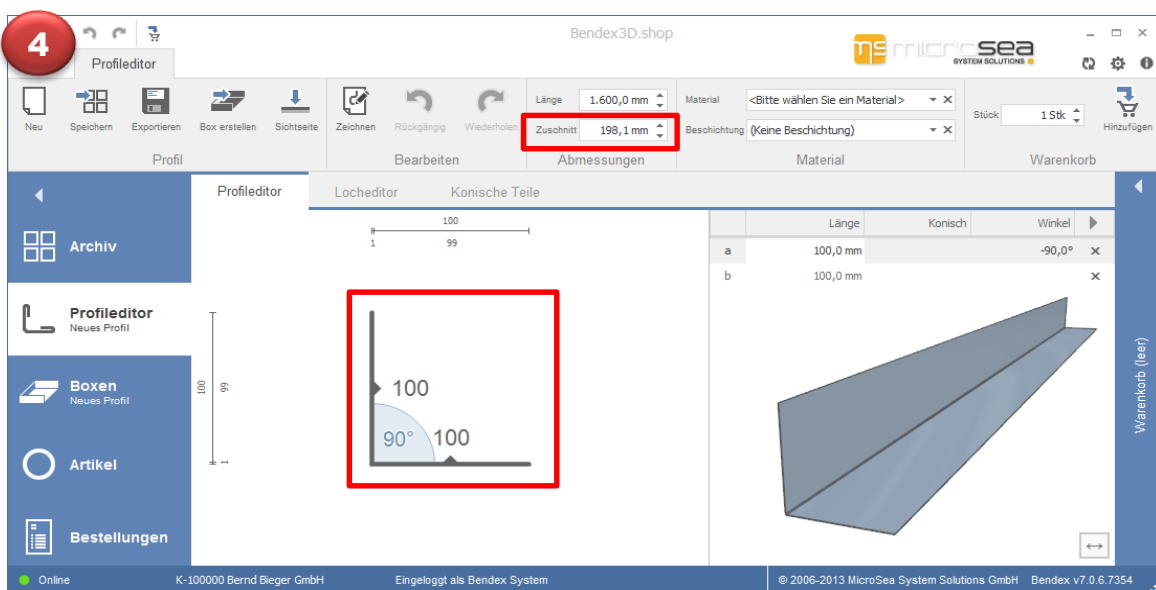 4
Bendex3D.shop
ms microsea
SYSTEM SOLUTIONS
Profileditor
Neu
Speichern
Exportieren
Box erstellen
Sichtseite
Zeichnen
Rückgängig
Wiederholen
Länge 1.600,0 mm
Zuschnitt 198,1 mm
Material <Bitte wählen Sie ein Material>
Beschichtung (Keine Beschichtung)
Stück 1 Stk
Hinzufügen
Profil
Bearbeiten
Abmessungen
Material
Warenkorb
Profileditor
Locheditor
Konische Teile
Archiv
Profileditor
Neues Profil
Boxen
Neues Profil
Artikel
Bestellungen
100
1 99
100
99
1
100
90° 100
Länge Konisch Winkel
a 100,0 mm -90,0°
b 100,0 mm
Warenkorb (leer)
Online
K-100000 Bernd Bieger GmbH
Eingeloggt als Bendex System
© 2006-2013 MicroSea System Solutions GmbH
Bendex v7.0.6.7354